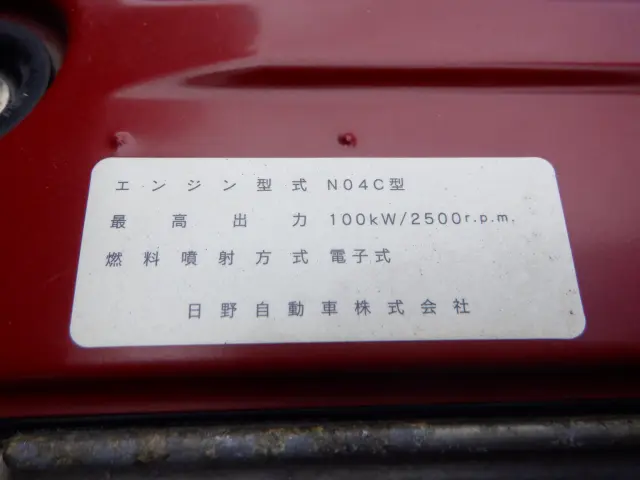 エンジン型式 N04C型
最高出力 100kW/2500r.p.m.
燃料噴射方式 電子式
日野自動車株式会社